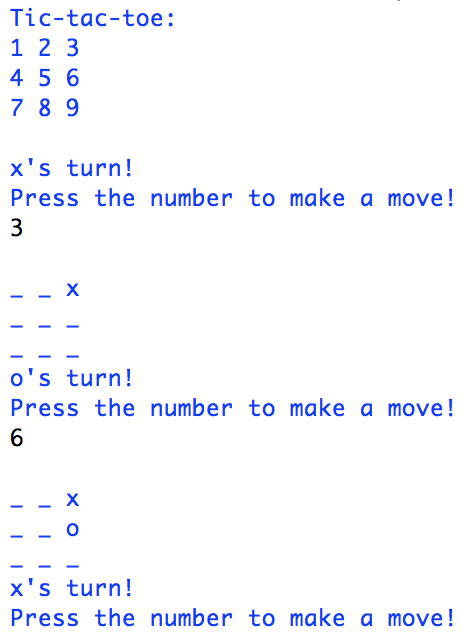 Tic-tac-toe:
1 2 3
4 5 6
7 8 9
x's turn!
Press the number to make a move!
3
_ _ x
_ _ _
_ _ _
o's turn!
Press the number to make a move!
6
_ _ x
_ _ o
_ _ _
x's turn!
Press the number to make a move!